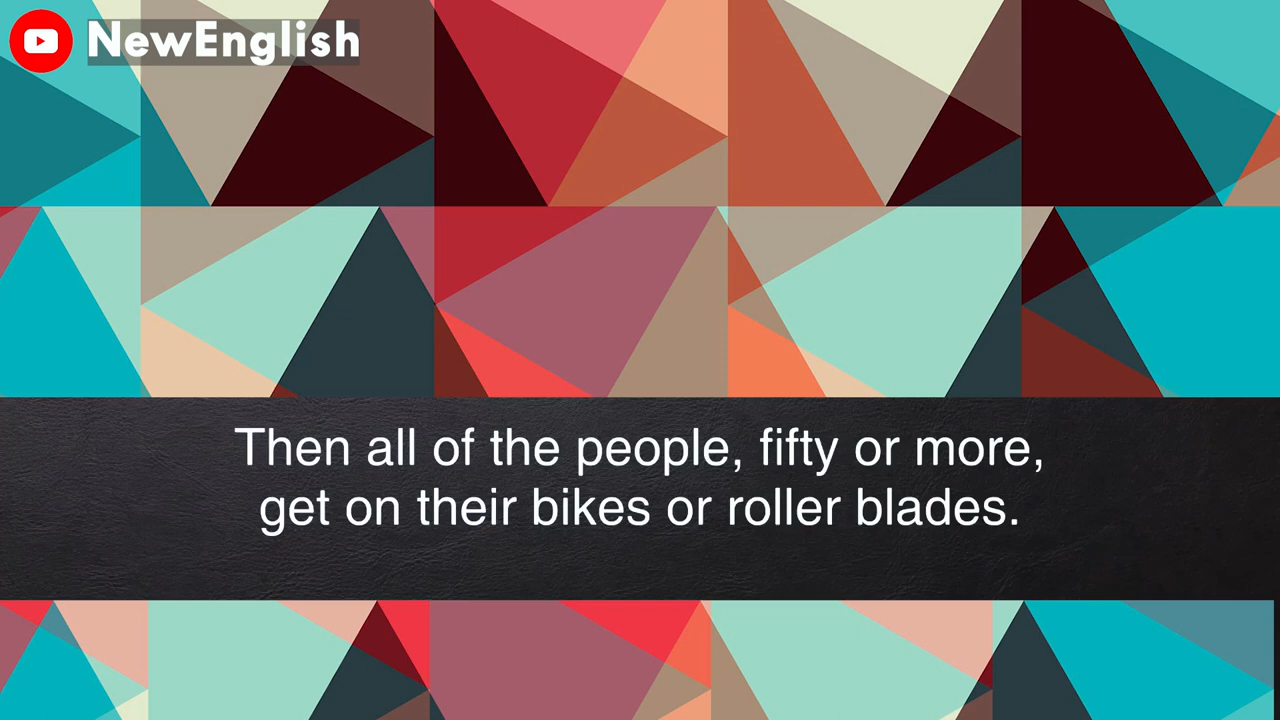 NewEnglish
Then all of the people, fifty or more,
get on their bikes or roller blades.